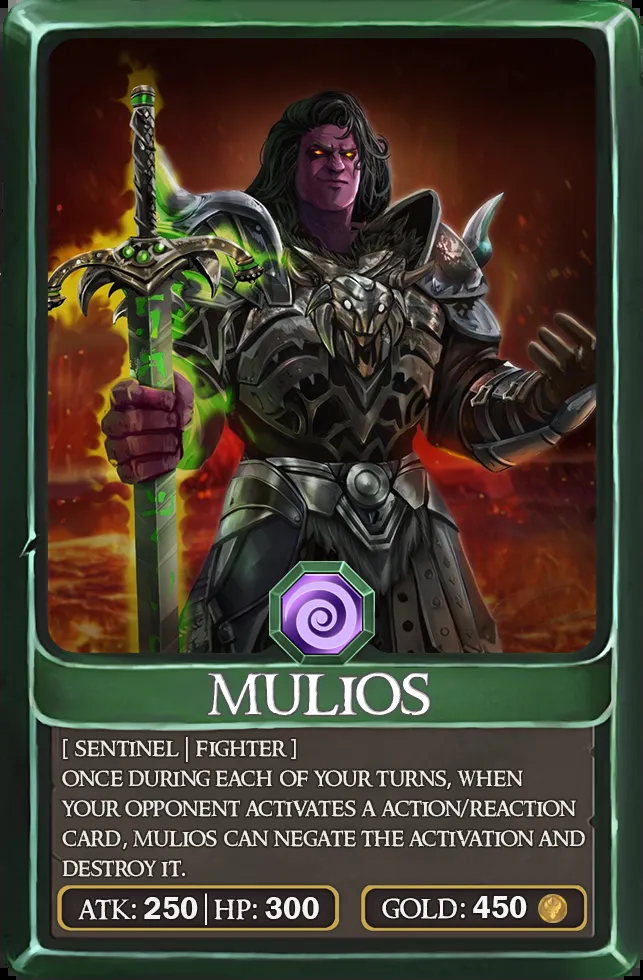 MULIOS
[ SENTINEL | FIGHTER ]
ONCE DURING EACH OF YOUR TURNS, WHEN
YOUR OPPONENT ACTIVATES A ACTION/REACTION
CARD, MULIOS CAN NEGATE THE ACTIVATION AND
DESTROY IT.
ATK: 250 | HP: 300 GOLD: 450